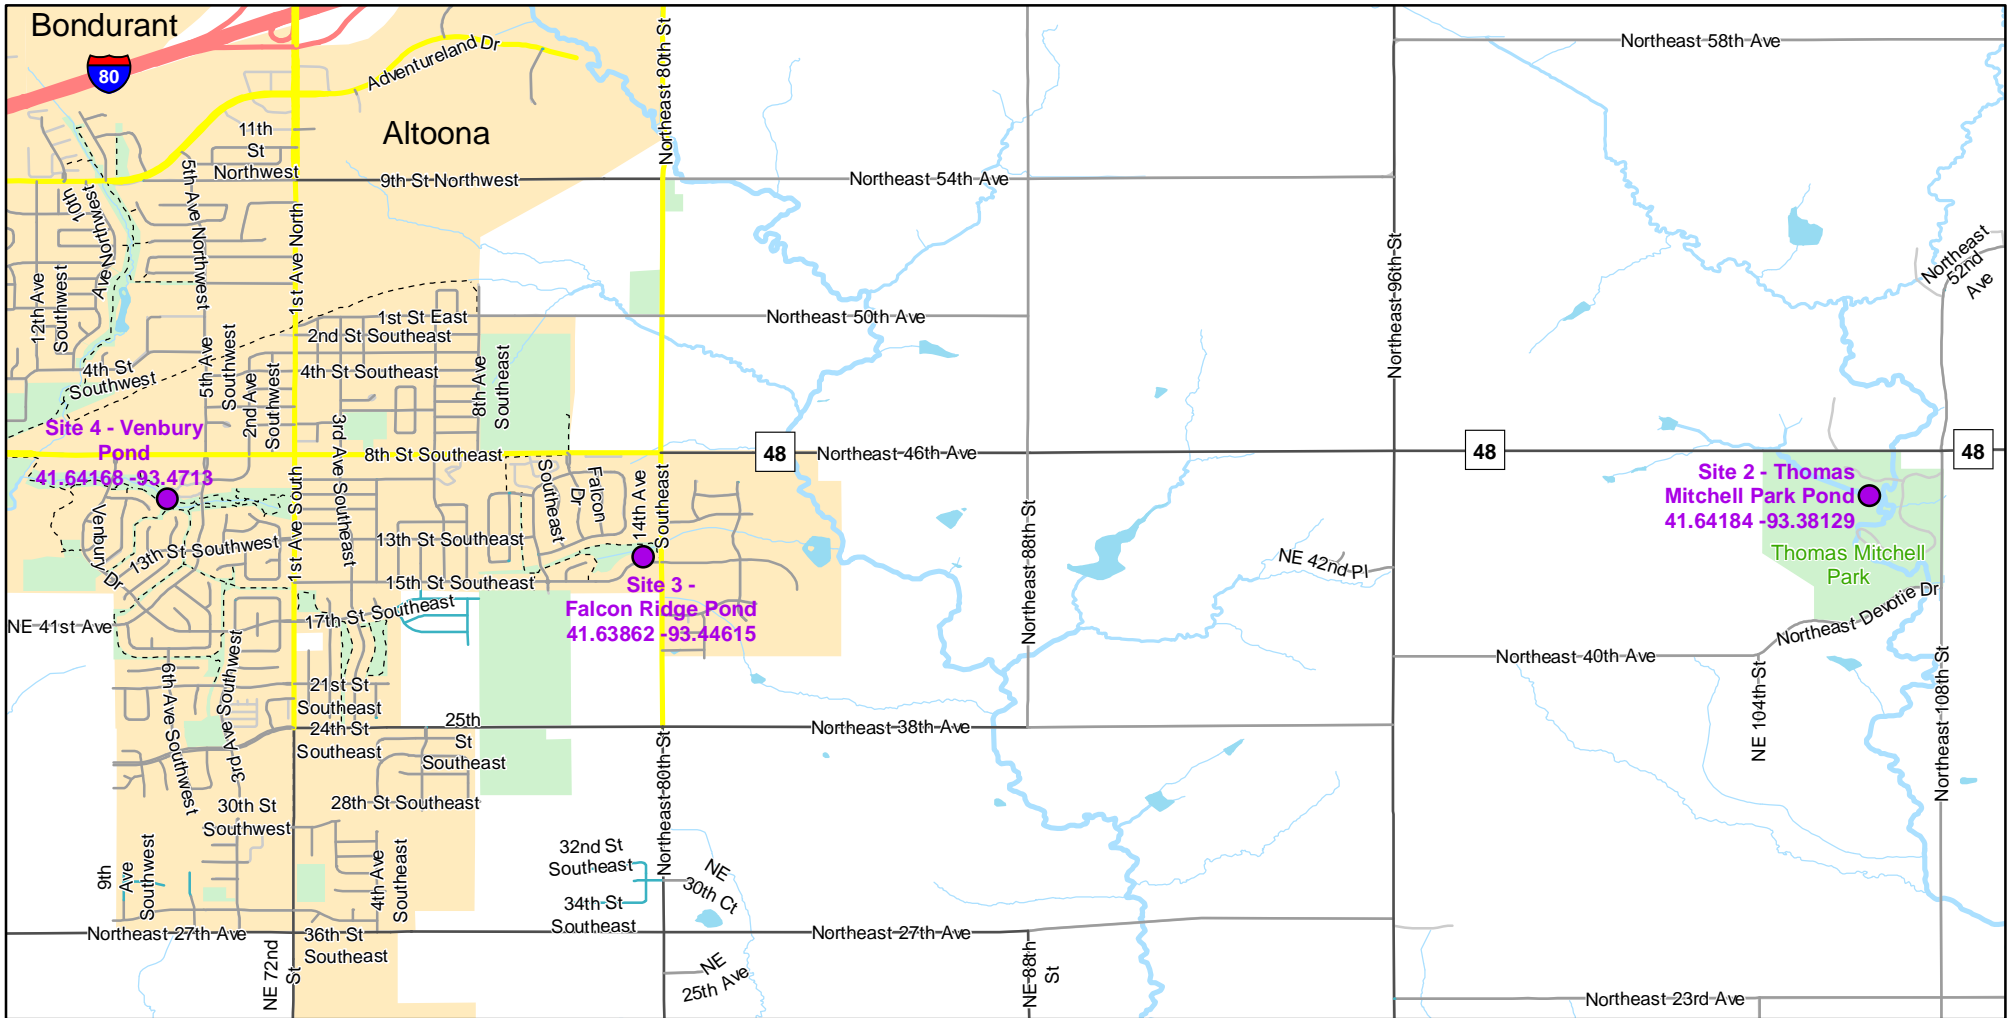 Bondurant
80
Adventureland Dr
Altoona
Northeast 80th St
Northeast 58th Ave
11th
St
Northwest
9th St Northwest
Northeast 54th Ave
5th Ave Northwest
10th
Ave Northwest
1st Ave North
Northeast 96th St
Northeast
52nd
Ave
12th Ave
Southwest
1st St East
2nd St Southeast
Northeast 50th Ave
4th St
Southwest
5th Ave
Southwest
2nd Ave
Southwest
4th St Southeast
8th Ave
Southeast
Site 4 - Venbury
Pond
41.64168 -93.4713
3rd Ave Southeast
8th St Southeast
48
Northeast 46th Ave
48
48
Site 2 - Thomas
Mitchell Park Pond
41.64184 -93.38129
Thomas Mitchell
Park
Venbury Dr
13th St Southwest
1st Ave South
13th St Southeast
Southeast
Falcon
Dr
14th Ave
Southeast
Northeast 88th St
NE 42nd Pl
15th St Southeast
Site 3 -
Falcon Ridge Pond
41.63862 -93.44615
17th St Southeast
NE 41st Ave
Northeast Devotie Dr
Northeast 40th Ave
6th Ave Southwest
3rd Ave Southwest
21st St
Southeast
24th St
Southeast
25th
St
Southeast
Northeast 38th Ave
NE 104th St
Northeast 108th St
Northeast 80th St
30th St
Southwest
28th St Southeast
9th
Ave
Southwest
4th Ave
Southeast
32nd St
Southeast
34th St
Southeast
NE
30th Ct
Northeast 27th Ave
36th St
Southeast
Northeast 27th Ave
NE 72nd
St
NE
25th Ave
NE 88th
St
Northeast 23rd Ave